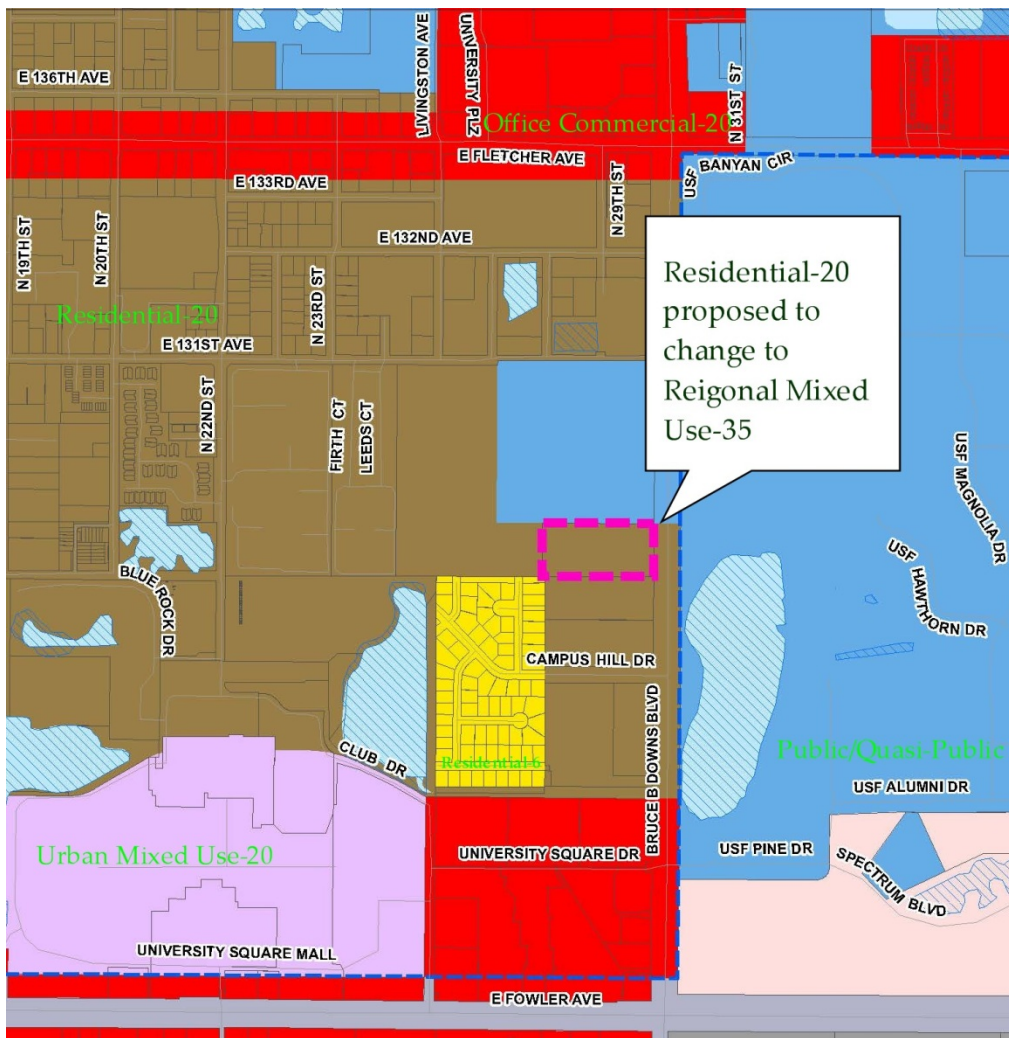 LIVINGSTON AVE
UNIVERSITY PLZ
E 136TH AVE
N 31ST ST
Office Commercial-20
E FLETCHER AVE
USF BANYAN CIR
E 133RD AVE
N 29TH ST
N 19TH ST
N 20TH ST
E 132ND AVE
N 23RD ST
Residential-20
proposed to
change to
Reigonal Mixed
Use-35
Residential-20
E 131ST AVE
N 22ND ST
FIRTH CT
LEEDS CT
USF MAGNOLIA DR
USF HAWTHORN DR
BLUE ROCK DR
CAMPUS HILL DR
BRUCE B DOWNS BLVD
CLUB DR
Residential-6
Public/Quasi-Public
USF ALUMNI DR
Urban Mixed Use-20
UNIVERSITY SQUARE DR
USF PINE DR
SPECTRUM BLVD
UNIVERSITY SQUARE MALL
E FOWLER AVE